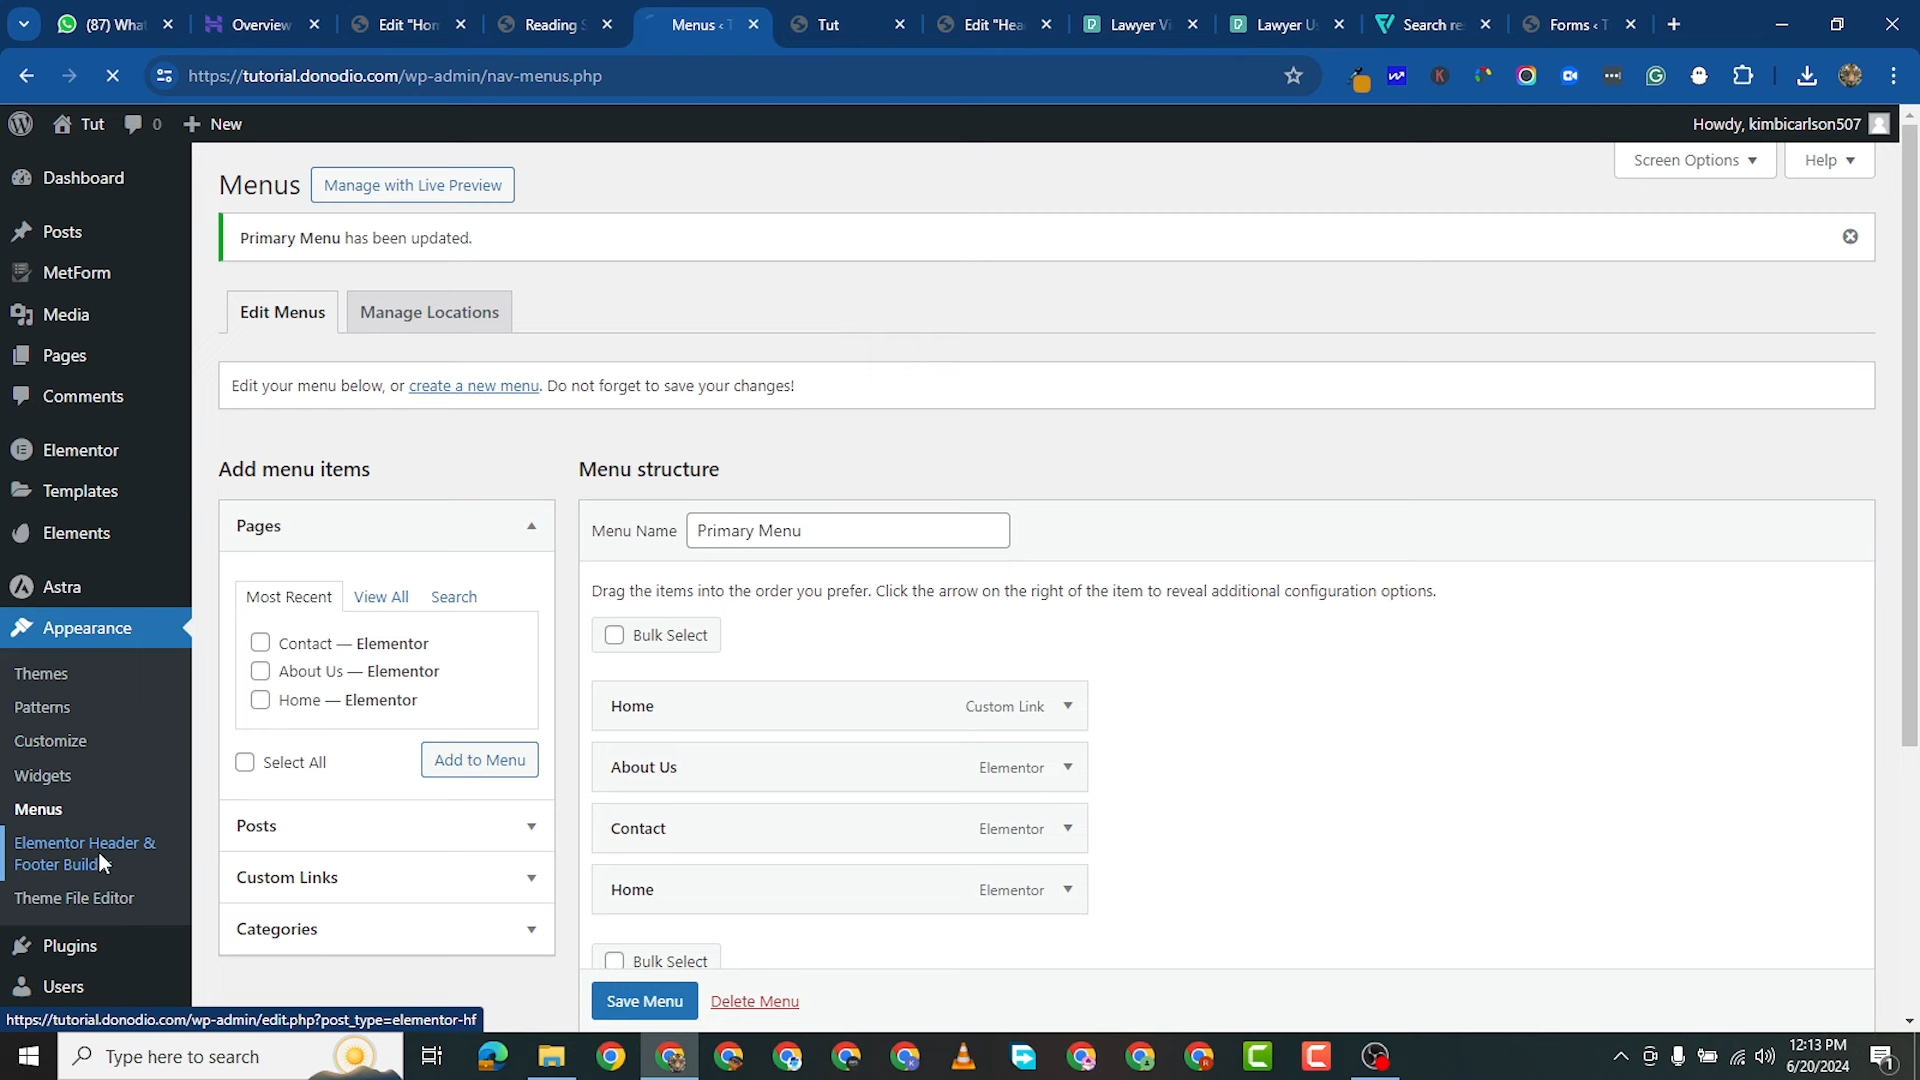 (87) What
Overview
Edit "Hon
Reading S
Menus ‹ T
Tut
Edit "Hea
Lawyer Vi
Lawyer Us
Search re
Forms ‹ T
https://tutorial.donodio.com/wp-admin/nav-menus.php
Tut
0
New
Howdy, kimbicarlson507
Dashboard
Posts
MetForm
Media
Pages
Comments
Elementor
Templates
Elements
Astra
Appearance
Themes
Patterns
Customize
Widgets
Menus
Elementor Header &
Footer Build
Theme File Editor
Plugins
Users
Screen Options
Help
Menus
Manage with Live Preview
Primary Menu has been updated.
Edit Menus
Manage Locations
Edit your menu below, or create a new menu. Do not forget to save your changes!
Add menu items
Pages
Most Recent
View All
Search
Contact — Elementor
About Us — Elementor
Home — Elementor
Select All
Add to Menu
Posts
Custom Links
Categories
Menu structure
Menu Name
Primary Menu
Drag the items into the order you prefer. Click the arrow on the right of the item to reveal additional configuration options.
Bulk Select
Home
Custom Link
About Us
Elementor
Contact
Elementor
Home
Elementor
Bulk Select
Save Menu
Delete Menu
https://tutorial.donodio.com/wp-admin/edit.php?post_type=elementor-hf
Type here to search
12:13 PM
6/20/2024
1